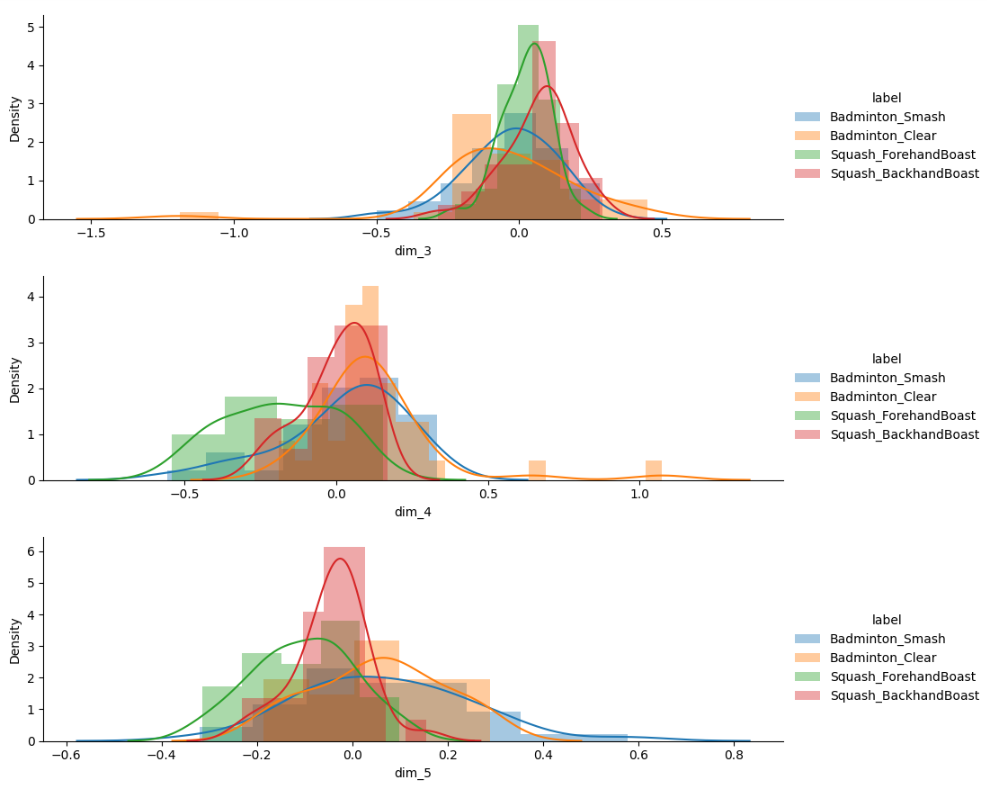 5
4
3
2
1
0
Density
−1.5
−1.0
−0.5
0.0
0.5
dim_3
label
Badminton_Smash
Badminton_Clear
Squash_ForehandBoast
Squash_BackhandBoast
4
3
2
1
0
Density
−0.5
0.0
0.5
1.0
dim_4
label
Badminton_Smash
Badminton_Clear
Squash_ForehandBoast
Squash_BackhandBoast
6
5
4
3
2
1
0
Density
−0.6
−0.4
−0.2
0.0
0.2
0.4
0.6
0.8
dim_5
label
Badminton_Smash
Badminton_Clear
Squash_ForehandBoast
Squash_BackhandBoast